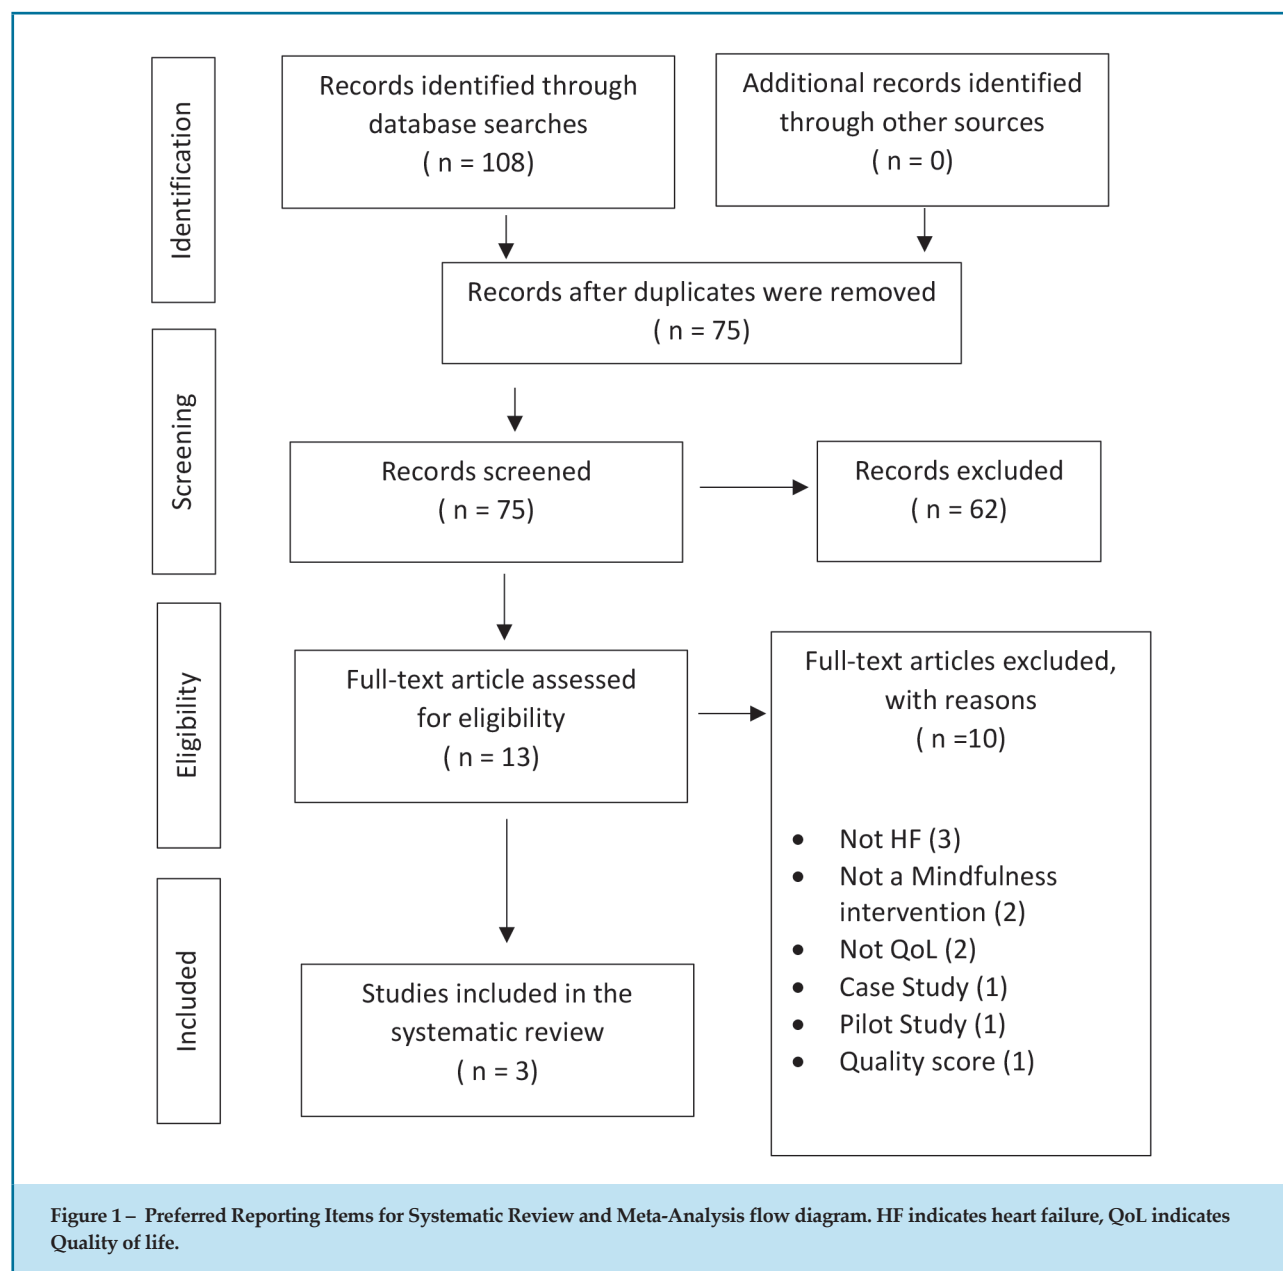 Identification
Records identified through
database searches
( n = 108)
Additional records identified
through other sources
( n = 0)
Records after duplicates were removed
( n = 75)
Screening
Records screened
( n = 75)
Records excluded
( n = 62)
Eligibility
Full-text article assessed
for eligibility
( n = 13)
Full-text articles excluded,
with reasons
( n =10)
• Not HF (3)
• Not a Mindfulness
intervention (2)
• Not QoL (2)
• Case Study (1)
• Pilot Study (1)
• Quality score (1)
Included
Studies included in the
systematic review
( n = 3)
Figure 1 – Preferred Reporting Items for Systematic Review and Meta-Analysis flow diagram. HF indicates heart failure, QoL indicates
Quality of life.